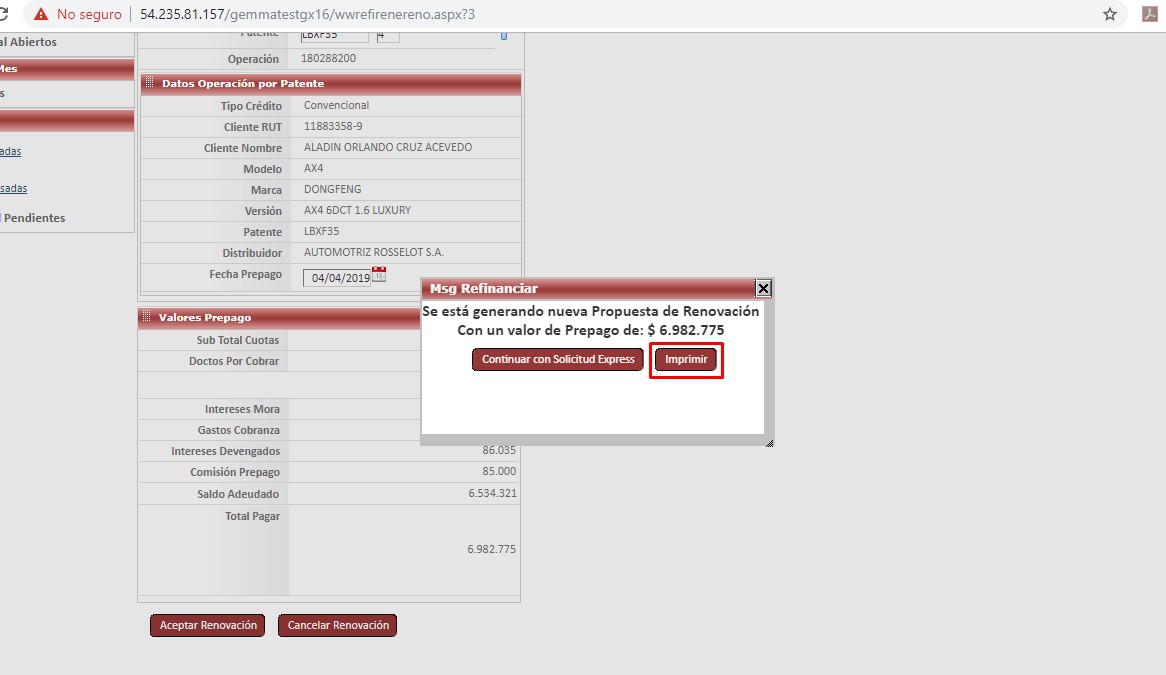 No seguro
54.235.81.157/gemmatestgx16/wwrefirenereno.aspx?3
al Abiertos
Mes
s
adas
sadas
Pendientes
Patente LBXF35 4
Operación 180288200
Datos Operación por Patente
Tipo Crédito Convencional
Cliente RUT 11883358-9
Cliente Nombre ALADIN ORLANDO CRUZ ACEVEDO
Modelo AX4
Marca DONGFENG
Versión AX4 6DCT 1.6 LUXURY
Patente LBXF35
Distribuidor AUTOMOTRIZ ROSSELOT S.A.
Fecha Prepago 04/04/2019
Valores Prepago
Sub Total Cuotas
Doctos Por Cobrar
Intereses Mora
Gastos Cobranza
Intereses Devengados 86.035
Comisión Prepago 85.000
Saldo Adeudado 6.534.321
Total Pagar
6.982.775
Aceptar Renovación Cancelar Renovación
Msg Refinanciar
Se está generando nueva Propuesta de Renovación
Con un valor de Prepago de: $ 6.982.775
Continuar con Solicitud Express Imprimir